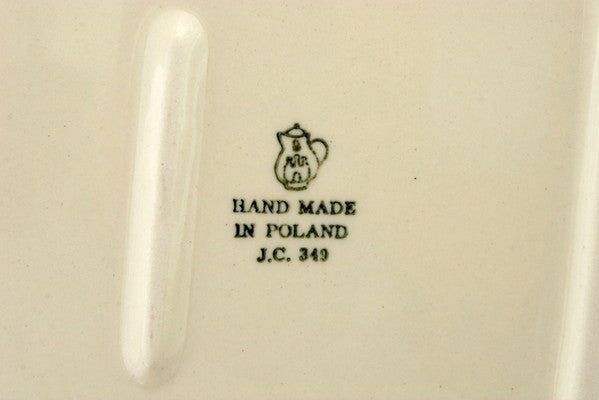 HAND MADE
IN POLAND
J.C. 349